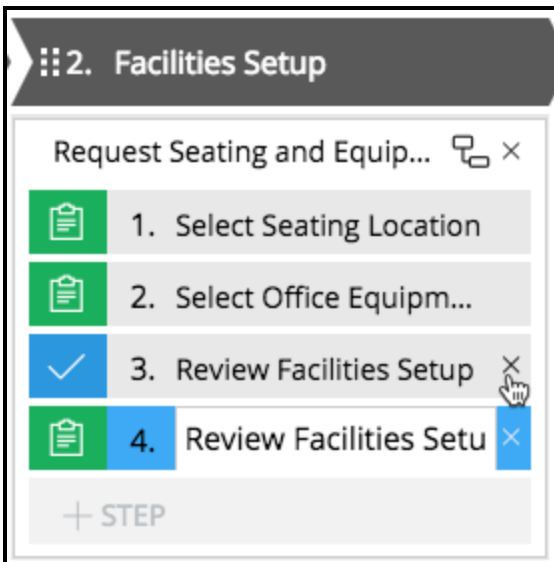 2. Facilities Setup
Request Seating and Equip...
1. Select Seating Location
2. Select Office Equipm...
3. Review Facilities Setup
4. Review Facilities Setu
+ STEP